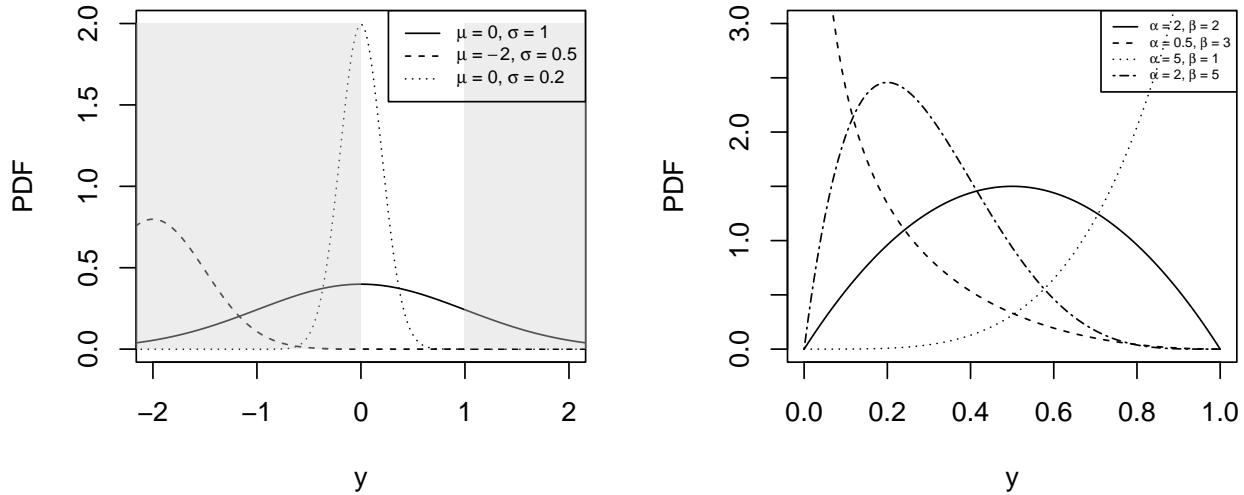 μ = 0, σ = 1
μ = −2, σ = 0.5
μ = 0, σ = 0.2
PDF
0.0
0.5
1.0
1.5
2.0
−2
−1
0
1
2
y
α = 2, β = 2
α = 0.5, β = 3
α = 5, β = 1
α = 2, β = 5
PDF
0.0
1.0
2.0
3.0
0.0
0.2
0.4
0.6
0.8
1.0
y